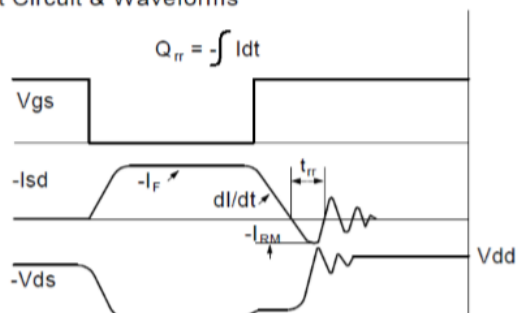 Circuit & Waveforms
Qrr = -∫ Idt
Vgs
trr
-Isd
-IF
dI/dt
-IRM
Vdd
-Vds